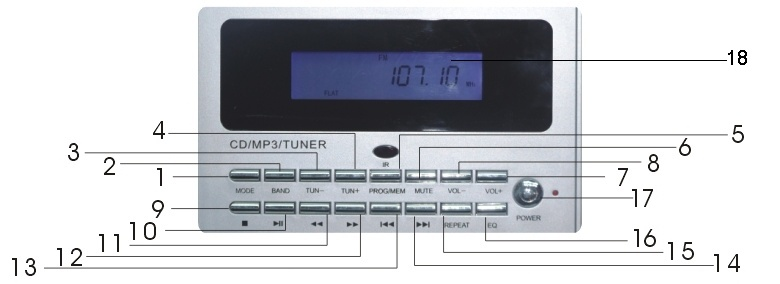 FM
107.10 MHz
FLAT
18
CD/MP3/TUNER
IR
4
5
3
6
2
8
1
7
MODE BAND TUN− TUN+ PROG/MEM MUTE VOL− VOL+
17
9
POWER
■ ▶II ◀◀ ▶▶ I◀◀ ▶▶I REPEAT EQ
10
11
12
13
16
15
14